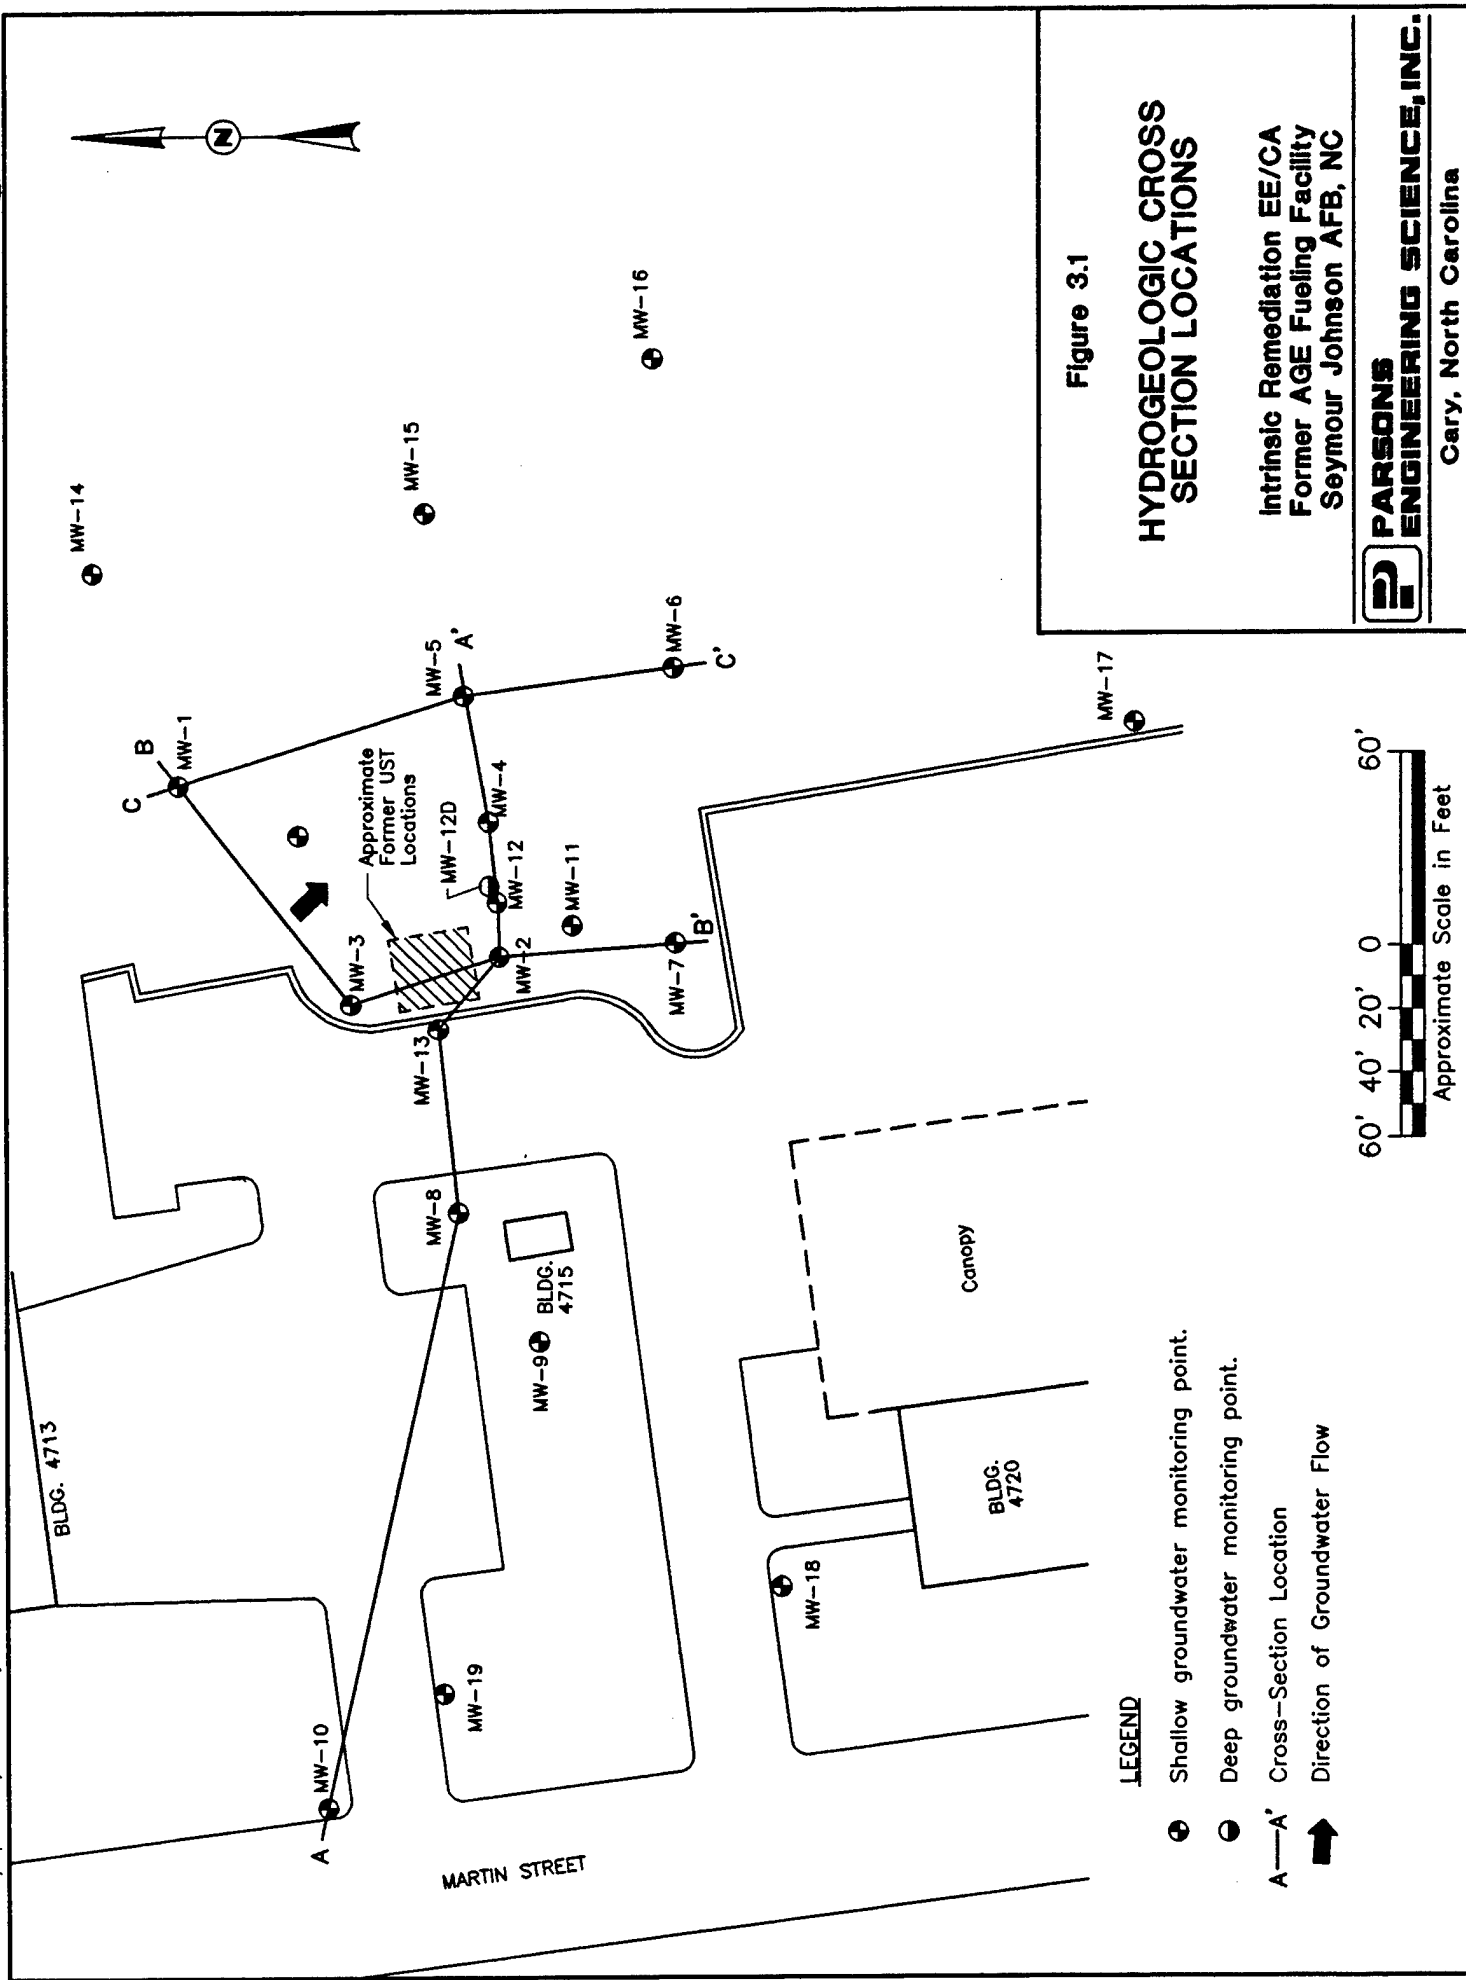 N
MW-14
MW-15
MW-16
C
B
MW-1
MW-5
A'
MW-6
C'
MW-17
Approximate
Former UST
Locations
MW-12D
MW-4
MW-12
MW-11
MW-3
MW-2
MW-7
B'
MW-13
MW-8
BLDG.
4715
MW-9
BLDG. 4713
MW-10
A
MW-19
MW-18
MARTIN STREET
Canopy
BLDG.
4720
LEGEND
Shallow groundwater monitoring point.
Deep groundwater monitoring point.
A—A' Cross-Section Location
Direction of Groundwater Flow
60' 40' 20' 0 60'
Approximate Scale in Feet
Figure 3.1
HYDROGEOLOGIC CROSS
SECTION LOCATIONS
Intrinsic Remediation EE/CA
Former AGE Fueling Facility
Seymour Johnson AFB, NC
PARSONS
ENGINEERING SCIENCE, INC.
Cary, North Carolina